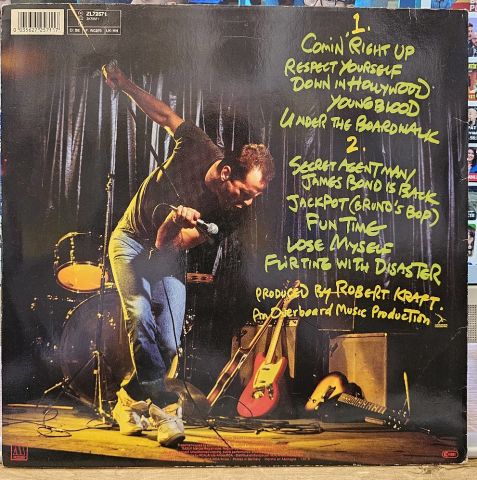 ZL72571
1.
COMIN' RIGHT UP
RESPECT YOURSELF
DOWN IN HOLLYWOOD
YOUNG BLOOD
UNDER THE BOARDWALK
2.
SECRET AGENT MAN/
JAMES BOND IS BACK
JACKPOT (BRUNO'S BOP)
FUN TIME
LOSE MYSELF
FLIRTING WITH DISASTER
PRODUCED BY ROBERT KRAFT
An Overboard Music Production